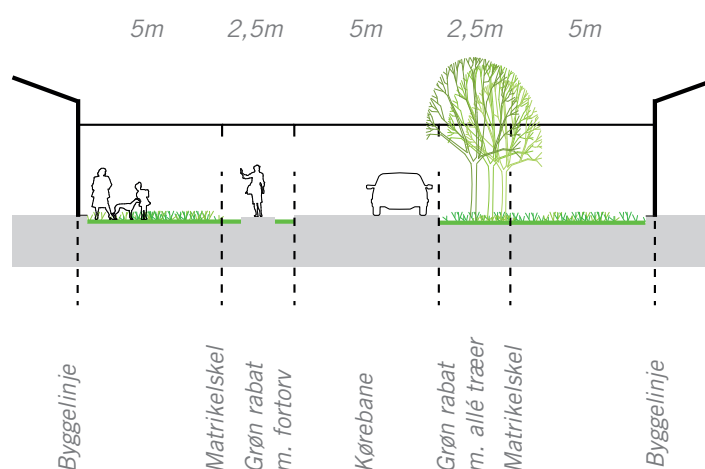 5m
2,5m
5m
2,5m
5m
Byggelinje
Matrikelskel
Grøn rabat
m. fortorv
Kørebane
Grøn rabat
m. allé træer
Matrikelskel
Byggelinje